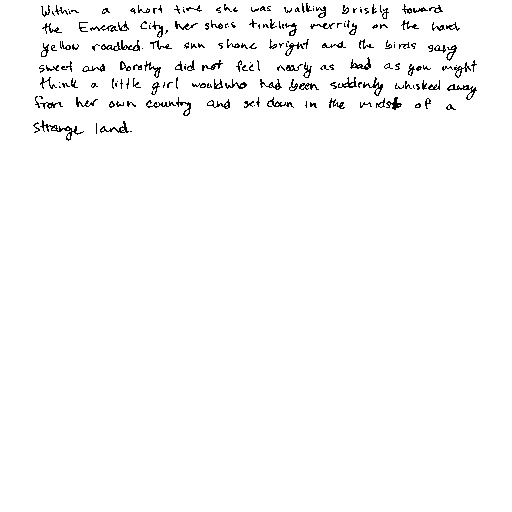 Within a short time she was walking briskly toward
the Emerald City, her shoes tinkling merrily on the hard
yellow roadbed. The sun shone bright and the birds sang
sweet and Dorothy did not feel nearly as bad as you might
think a little girl wouldwho had been suddenly whisked away
from her own country and set down in the midst of a
strange land.